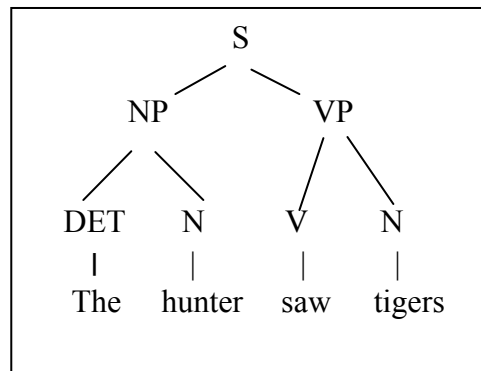 S
NP VP
DET N V N
The hunter saw tigers